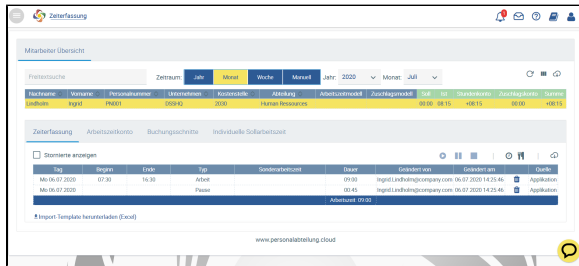 Zeiterfassung
Mitarbeiter Übersicht
Freitextsuche Zeitraum: Jahr Monat Woche Manuell Jahr: 2020 Monat: Juli
Nachname Vorname Personalnummer Unternehmen Kostenstelle Abteilung Arbeitszeitmodell Zuschlagsmodell Soll Ist Stundenkonto Zuschlagskonto Summe
Lindholm Ingrid PN001 DSSHQ 2030 Human Ressources 00:00 08:15 +08:15 00:00 +08:15
Zeiterfassung Arbeitszeitkonto Buchungsschnitte Individuelle Sollarbeitszeit
Stornierte anzeigen
Tag Beginn Ende Typ Sonderarbeitszeit Dauer Geändert von Geändert am Quelle
Mo 06.07.2020 07:30 16:30 Arbeit 09:00 Ingrid.Lindholm@company.com 06.07.2020 14:25:46 Applikation
Mo 06.07.2020 Pause 00:45 Ingrid.Lindholm@company.com 06.07.2020 14:25:46 Applikation
Arbeitszeit: 09:00
Import-Template herunterladen (Excel)
www.personalabteilung.cloud